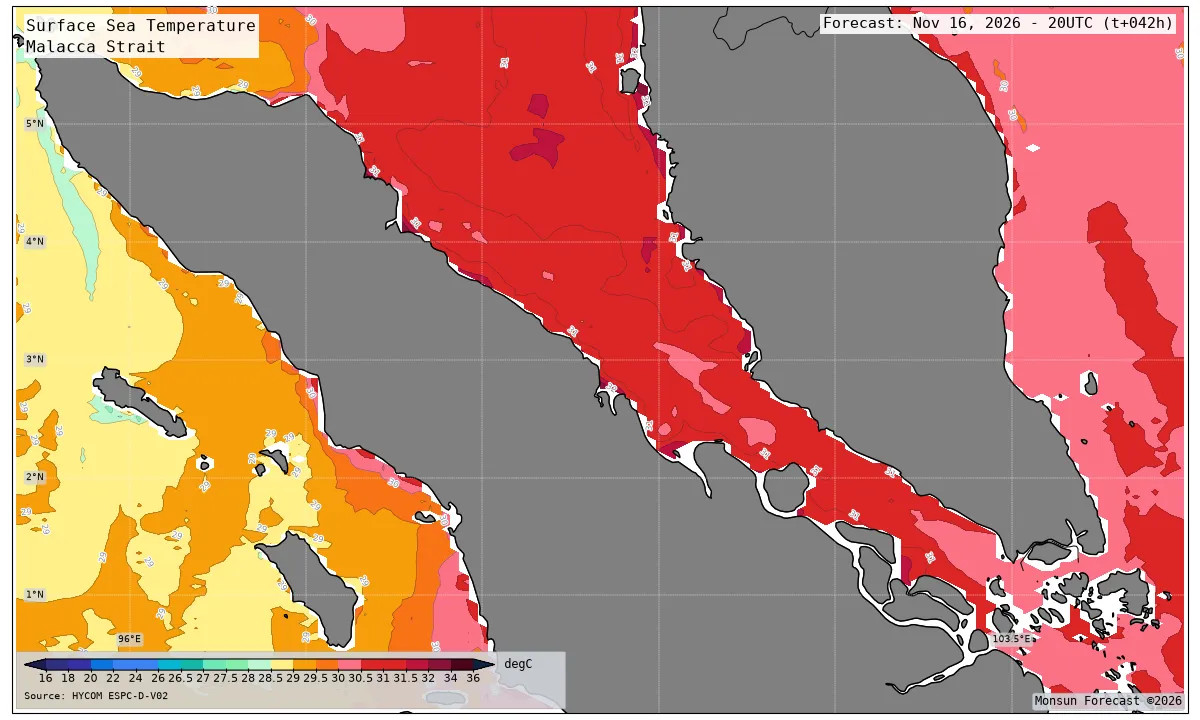 Surface Sea Temperature
Malacca Strait
Forecast: Nov 16, 2026 - 20UTC (t+042h)
5°N
4°N
3°N
2°N
1°N
96°E
103.5°E
degC
16 18 20 22 24 26 26.5 27 27.5 28 28.5 29 29.5 30 30.5 31 31.5 32 34 36
Source: HYCOM ESPC-D-V02
Monsun Forecast ©2026